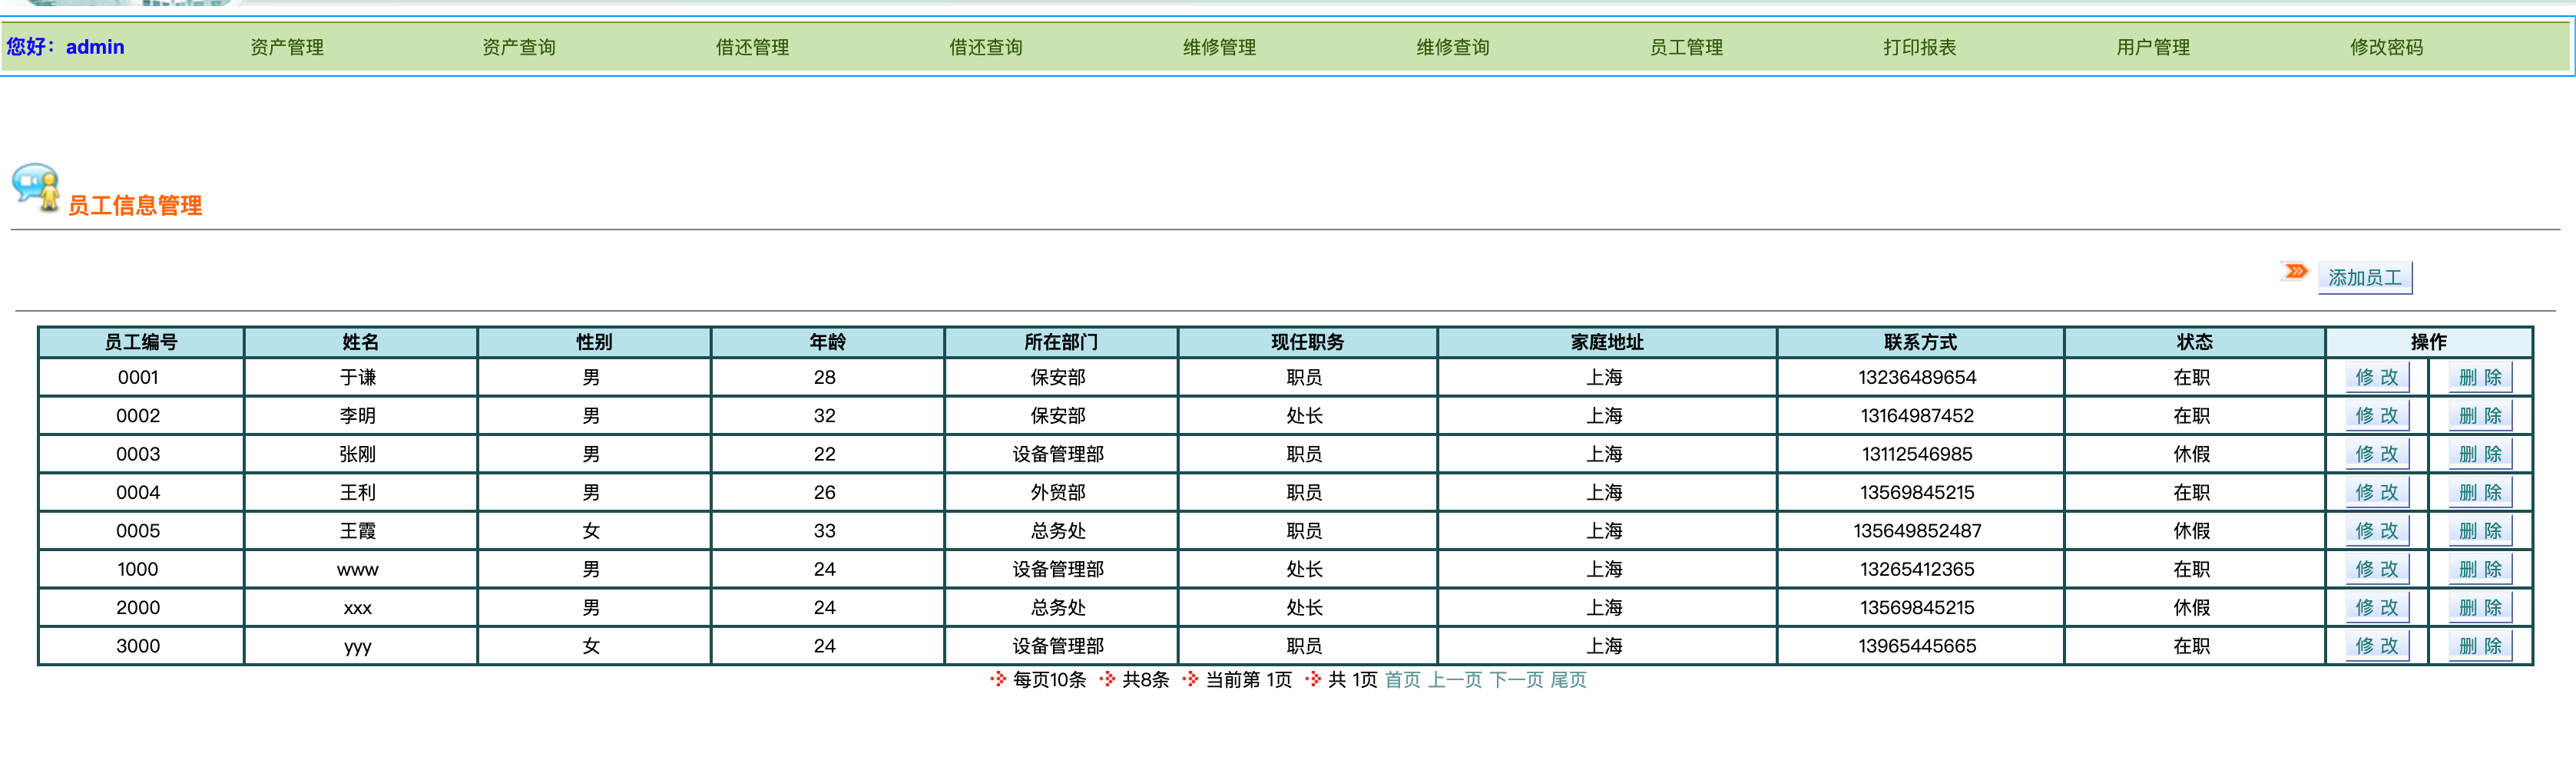 您好：admin 资产管理 资产查询 借还管理 借还查询 维修管理 维修查询 员工管理 打印报表 用户管理 修改密码
员工信息管理
添加员工
员工编号 姓名 性别 年龄 所在部门 现任职务 家庭地址 联系方式 状态 操作
0001 于谦 男 28 保安部 职员 上海 13236489654 在职 修 改 删 除
0002 李明 男 32 保安部 处长 上海 13164987452 在职 修 改 删 除
0003 张刚 男 22 设备管理部 职员 上海 13112546985 休假 修 改 删 除
0004 王利 男 26 外贸部 职员 上海 13569845215 在职 修 改 删 除
0005 王霞 女 33 总务处 职员 上海 135649852487 休假 修 改 删 除
1000 www 男 24 设备管理部 处长 上海 13265412365 在职 修 改 删 除
2000 xxx 男 24 总务处 处长 上海 13569845215 休假 修 改 删 除
3000 yyy 女 24 设备管理部 职员 上海 13965445665 在职 修 改 删 除
每页10条 共8条 当前第 1页 共 1页 首页 上一页 下一页 尾页